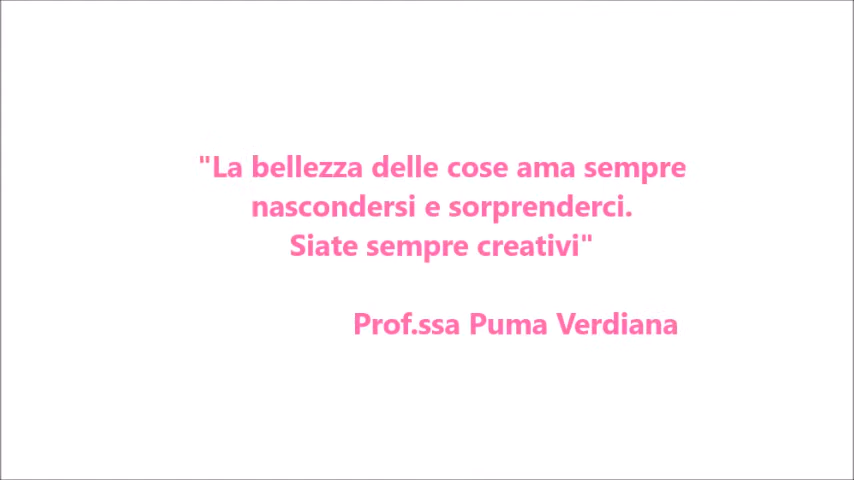 "La bellezza delle cose ama sempre
nascondersi e sorprenderci.
Siate sempre creativi"
Prof.ssa Puma Verdiana